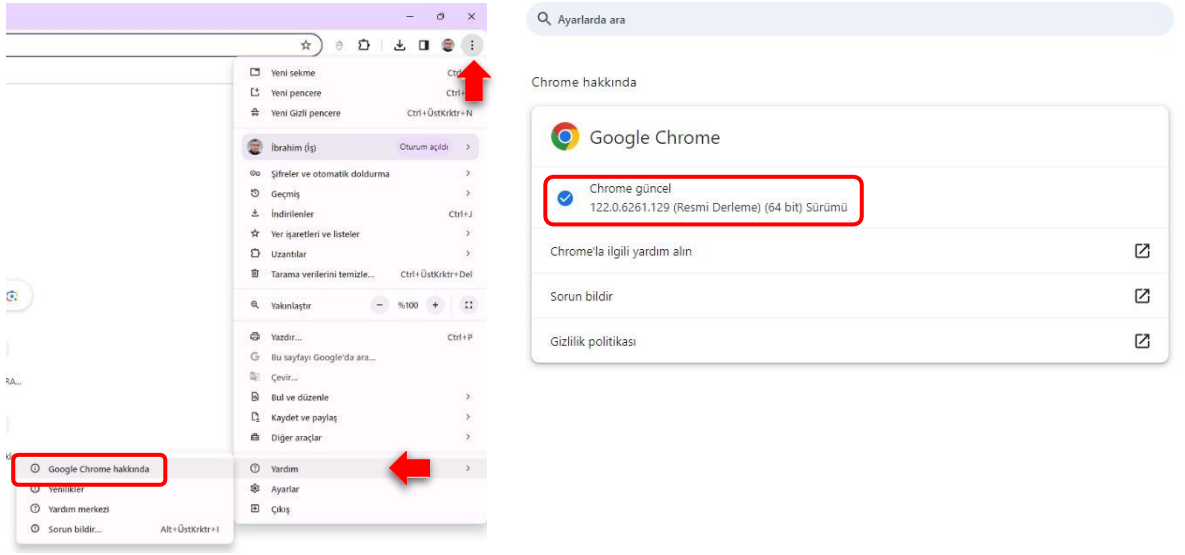 Yeni sekme
Yeni pencere
Yeni Gizli pencere Ctrl+ÜstKrktr+N
İbrahim (İş) Oturum açıldı
Şifreler ve otomatik doldurma
Geçmiş
İndirilenler Ctrl+J
Yer işaretleri ve listeler
Uzantılar
Tarama verilerini temizle... Ctrl+ÜstKrktr+Del
Yakınlaştır − %100 +
Yazdır... Ctrl+P
Bu sayfayı Google'da ara...
Çevir...
Bul ve düzenle
Kaydet ve paylaş
Diğer araçlar
Yardım
Ayarlar
Çıkış
Google Chrome hakkında
Yenilikler
Yardım merkezi
Sorun bildir... Alt+ÜstKrktr+I
Ayarlarda ara
Chrome hakkında
Google Chrome
Chrome güncel
122.0.6261.129 (Resmi Derleme) (64 bit) Sürümü
Chrome'la ilgili yardım alın
Sorun bildir
Gizlilik politikası